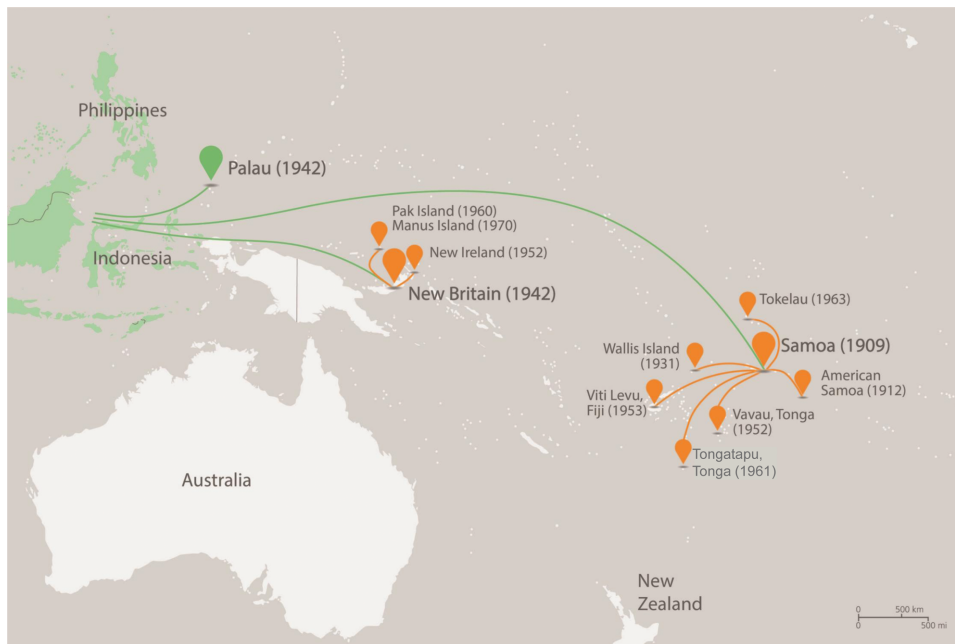 Philippines
Palau (1942)
Pak Island (1960)
Manus Island (1970)
New Ireland (1952)
Indonesia
New Britain (1942)
Tokelau (1963)
Samoa (1909)
Wallis Island
(1931)
American
Samoa (1912)
Viti Levu,
Fiji (1953)
Vavau, Tonga
(1952)
Tongatapu,
Tonga (1961)
Australia
New
Zealand
0 500 km
0 500 mi